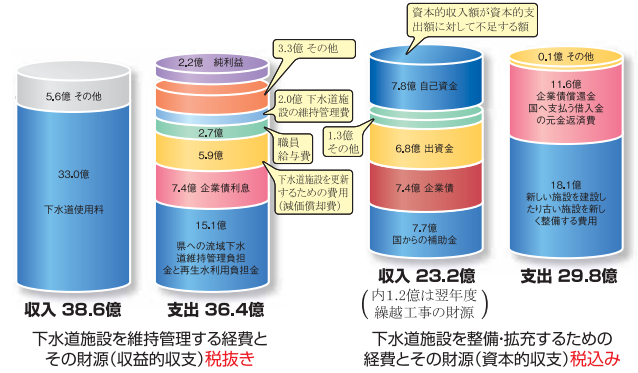 資本的収入額が資本的支
出額に対して不足する額
2.2億 純利益
3.3億 その他
5.6億 その他
33.0億
下水道使用料
2.0億 下水道施
設の維持管理費
2.7億
職員
給与費
5.9億
下水道施設を更新
するための費用
(減価償却費)
7.4億 企業債利息
15.1億
県への流域下水
道維持管理負担
金と再生水利用負担金
7.8億 自己資金
1.3億
その他
6.8億 出資金
7.4億 企業債
7.7億
国からの補助金
0.1億 その他
11.6億
企業債償還金
国へ支払う借入金
の元金返済費
18.1億
新しい施設を建設し
たり古い施設を新し
く整備する費用
収入 38.6億
支出 36.4億
収入 23.2億
(内1.2億は翌年度
繰越工事の財源)
支出 29.8億
下水道施設を維持管理する経費と
その財源(収益的収支)税抜き
下水道施設を整備・拡充するための
経費とその財源(資本的収支)税込み